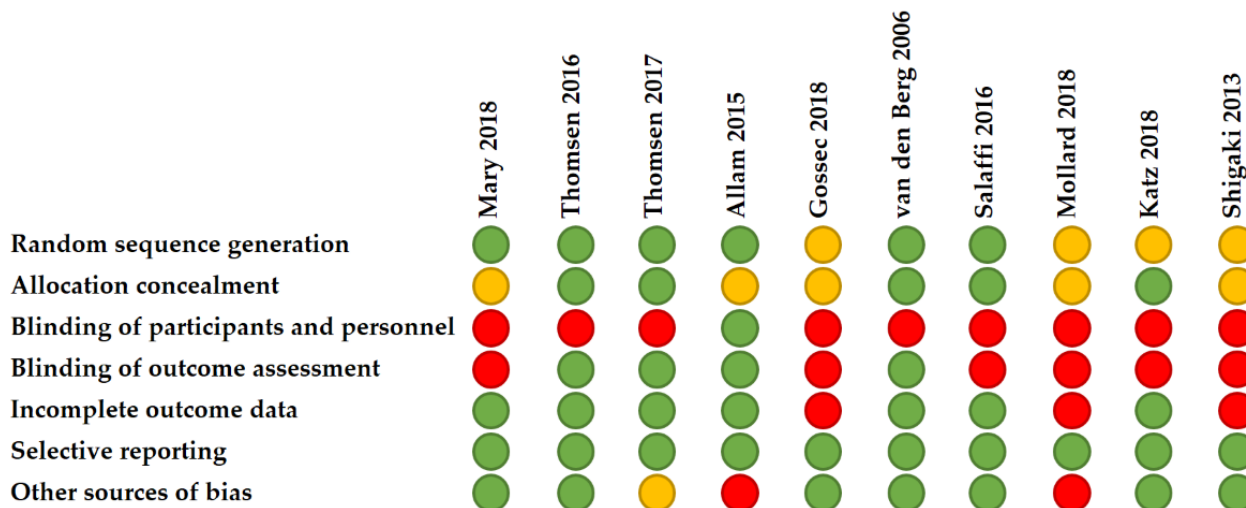 Mary 2018
Thomsen 2016
Thomsen 2017
Allam 2015
Gossec 2018
van den Berg 2006
Salaffi 2016
Mollard 2018
Katz 2018
Shigaki 2013
Random sequence generation
Allocation concealment
Blinding of participants and personnel
Blinding of outcome assessment
Incomplete outcome data
Selective reporting
Other sources of bias